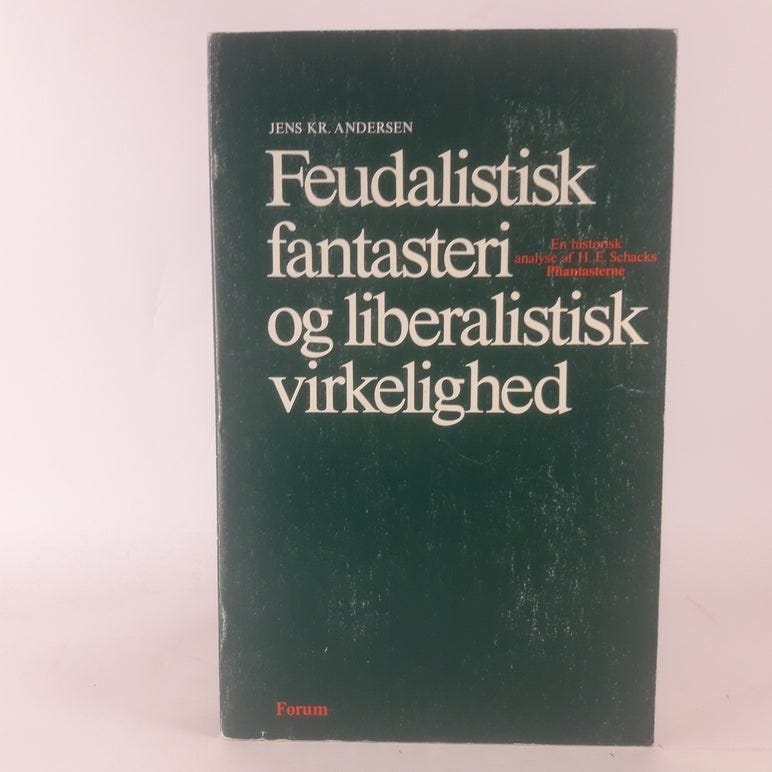 JENS KR. ANDERSEN
Feudalistisk
fantasteri
En historisk
analyse af H. E. Schacks'
Phantasterne
og liberalistisk
virkelighed
Forum